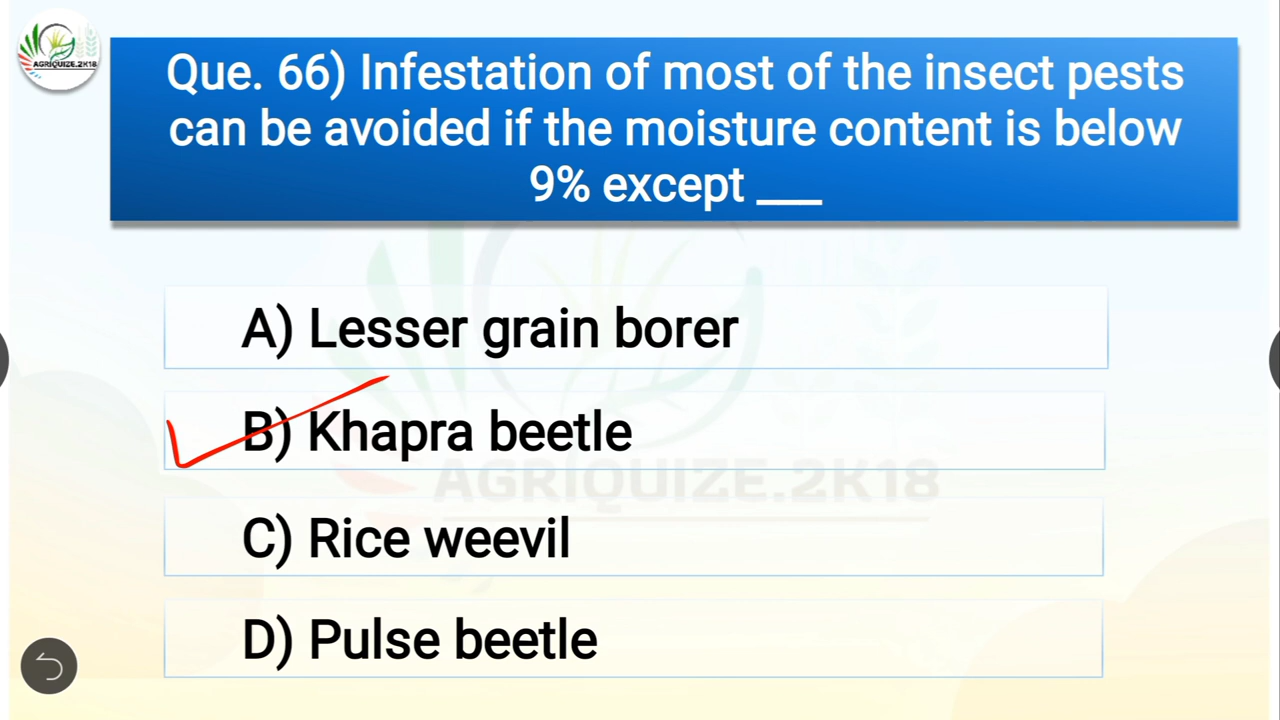 AGRIQUIZE.2K18
Que. 66) Infestation of most of the insect pests
can be avoided if the moisture content is below
9% except ___
A) Lesser grain borer
B) Khapra beetle
AGRIQUIZE.2K18
C) Rice weevil
D) Pulse beetle